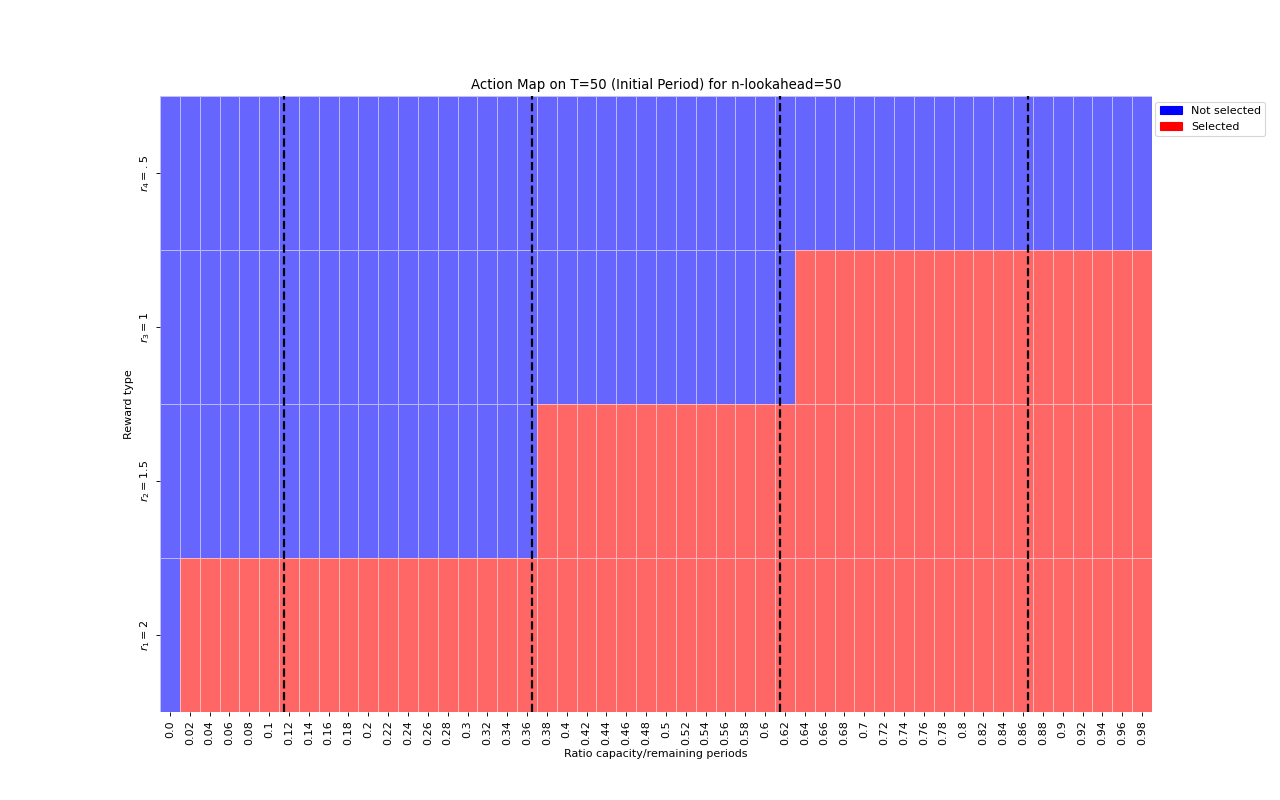 Action Map on T=50 (Initial Period) for n-lookahead=50
Not selected
Selected
Reward type
r₄ = .5
r₃ = 1
r₂ = 1.5
r₁ = 2
0.0 0.02 0.04 0.06 0.08 0.1 0.12 0.14 0.16 0.18 0.2 0.22 0.24 0.26 0.28 0.3 0.32 0.34 0.36 0.38 0.4 0.42 0.44 0.46 0.48 0.5 0.52 0.54 0.56 0.58 0.6 0.62 0.64 0.66 0.68 0.7 0.72 0.74 0.76 0.78 0.8 0.82 0.84 0.86 0.88 0.9 0.92 0.94 0.96 0.98
Ratio capacity/remaining periods